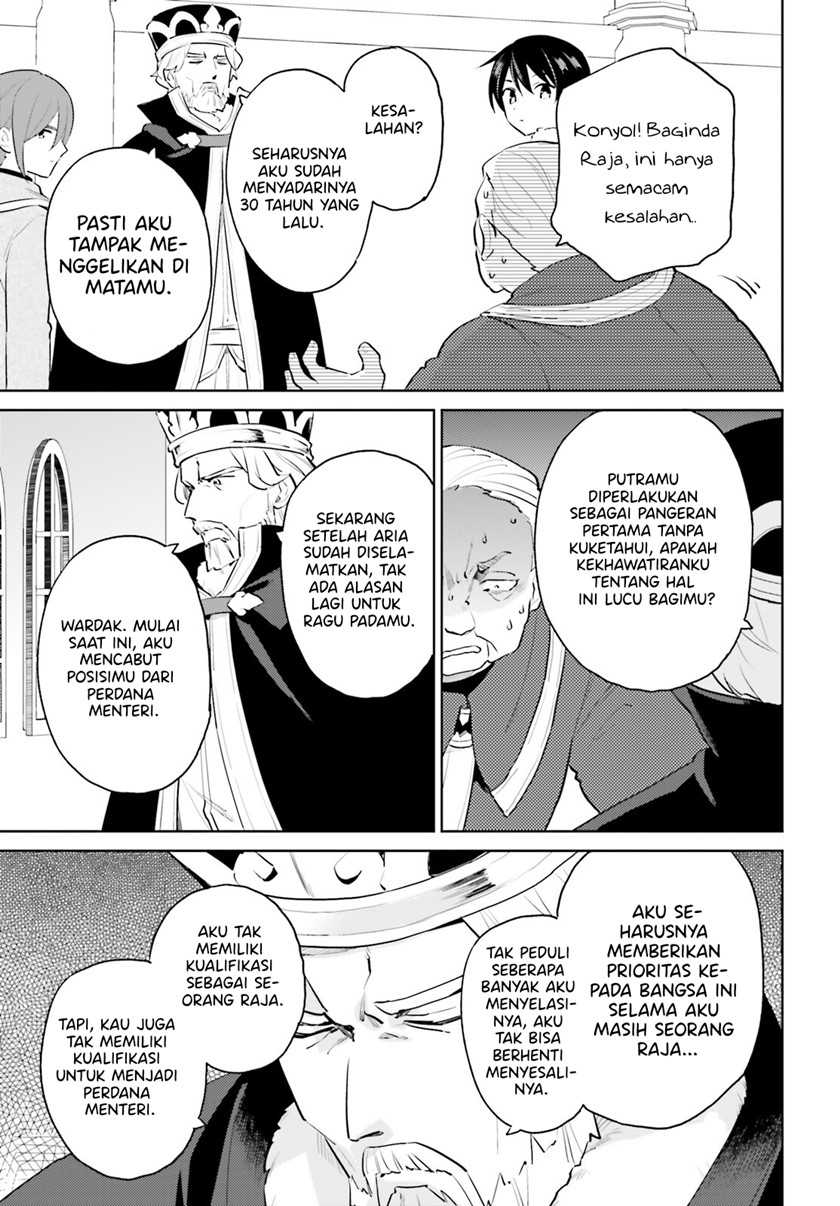 Konyol! Baginda
Raja, ini hanya
semacam
kesalahan..
KESA-
LAHAN?
SEHARUSNYA
AKU SUDAH
MENYADARINYA
30 TAHUN YANG
LALU.
PASTI AKU
TAMPAK ME-
NGGELIKAN DI
MATAMU.
PUTRAMU
DIPERLAKUKAN
SEBAGAI PANGERAN
PERTAMA TANPA
KUKETAHUI, APAKAH
KEKHAWATIRANKU
TENTANG HAL
INI LUCU BAGIMU?
SEKARANG
SETELAH ARIA
SUDAH DISELA-
MATKAN, TAK
ADA ALASAN
LAGI UNTUK
RAGU PADAMU.
WARDAK. MULAI
SAAT INI, AKU
MENCABUT
POSISIMU DARI
PERDANA
MENTERI.
AKU SE-
HARUSNYA
MEMBERIKAN
PRIORITAS KE-
PADA BANGSA INI
SELAMA AKU
MASIH SEORANG
RAJA...
TAK PEDULI
SEBERAPA
BANYAK AKU
MENYELASI-
NYA, AKU
TAK BISA
BERHENTI
MENYESALI-
NYA.
AKU TAK
MEMILIKI
KUALIFIKASI
SEBAGAI SE-
ORANG RAJA.
TAPI, KAU JUGA
TAK MEMILIKI
KUALIFIKASI
UNTUK MENJADI
PERDANA
MENTERI.